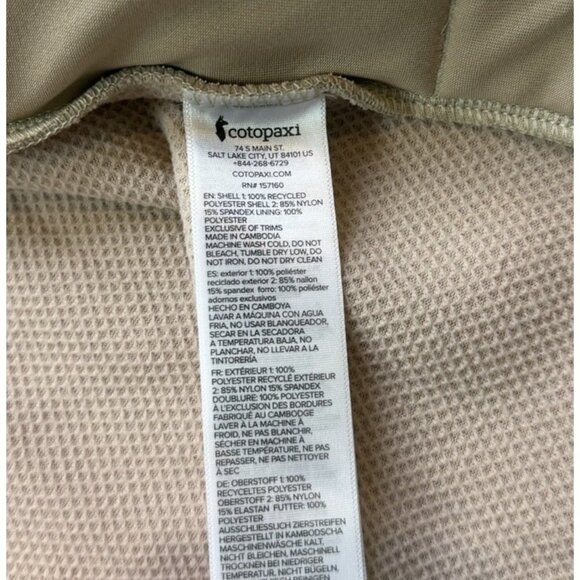 cotopaxi
74 S MAIN ST.
SALT LAKE CITY, UT 84101 US
+844-268-6729
COTOPAXI.COM
RN# 157160
EN: SHELL 1: 100% RECYCLED
POLYESTER SHELL 2: 85% NYLON
15% SPANDEX LINING: 100%
POLYESTER
EXCLUSIVE OF TRIMS
MADE IN CAMBODIA
MACHINE WASH COLD, DO NOT
BLEACH, TUMBLE DRY LOW, DO
NOT IRON, DO NOT DRY CLEAN
ES: exterior 1: 100% poliéster
reciclado exterior 2: 85% nailon
15% spandex forro: 100% poliéster
adornos exclusivos
HECHO EN CAMBOYA
LAVAR A MÁQUINA CON AGUA
FRIA, NO USAR BLANQUEADOR,
SECAR EN LA SECADORA
A TEMPERATURA BAJA, NO
PLANCHAR, NO LLEVAR A LA
TINTORERÍA
FR: EXTÉRIEUR 1: 100%
POLYESTER RECYCLÉ EXTÉRIEUR
2: 85% NYLON 15% SPANDEX
DOUBLURE: 100% POLYESTER
À L'EXCLUSION DES BORDURES
FABRIQUÉ AU CAMBODGE
LAVER À LA MACHINE À
FROID, NE PAS BLANCHIR,
SÉCHER EN MACHINE À
BASSE TEMPÉRATURE, NE PAS
REPASSER, NE PAS NETTOYER
À SEC
DE: OBERSTOFF 1: 100%
RECYCELTES POLYESTER
OBERSTOFF 2: 85% NYLON
15% ELASTAN FUTTER: 100%
POLYESTER
AUSSCHLIESSLICH ZIERSTREIFEN
HERGESTELLT IN KAMBODSCHA
MASCHINENWÄSCHE KALT,
NICHT BLEICHEN, MASCHINELL
TROCKNEN BEI NIEDRIGER
TEMPERATUR, NICHT BÜGELN,